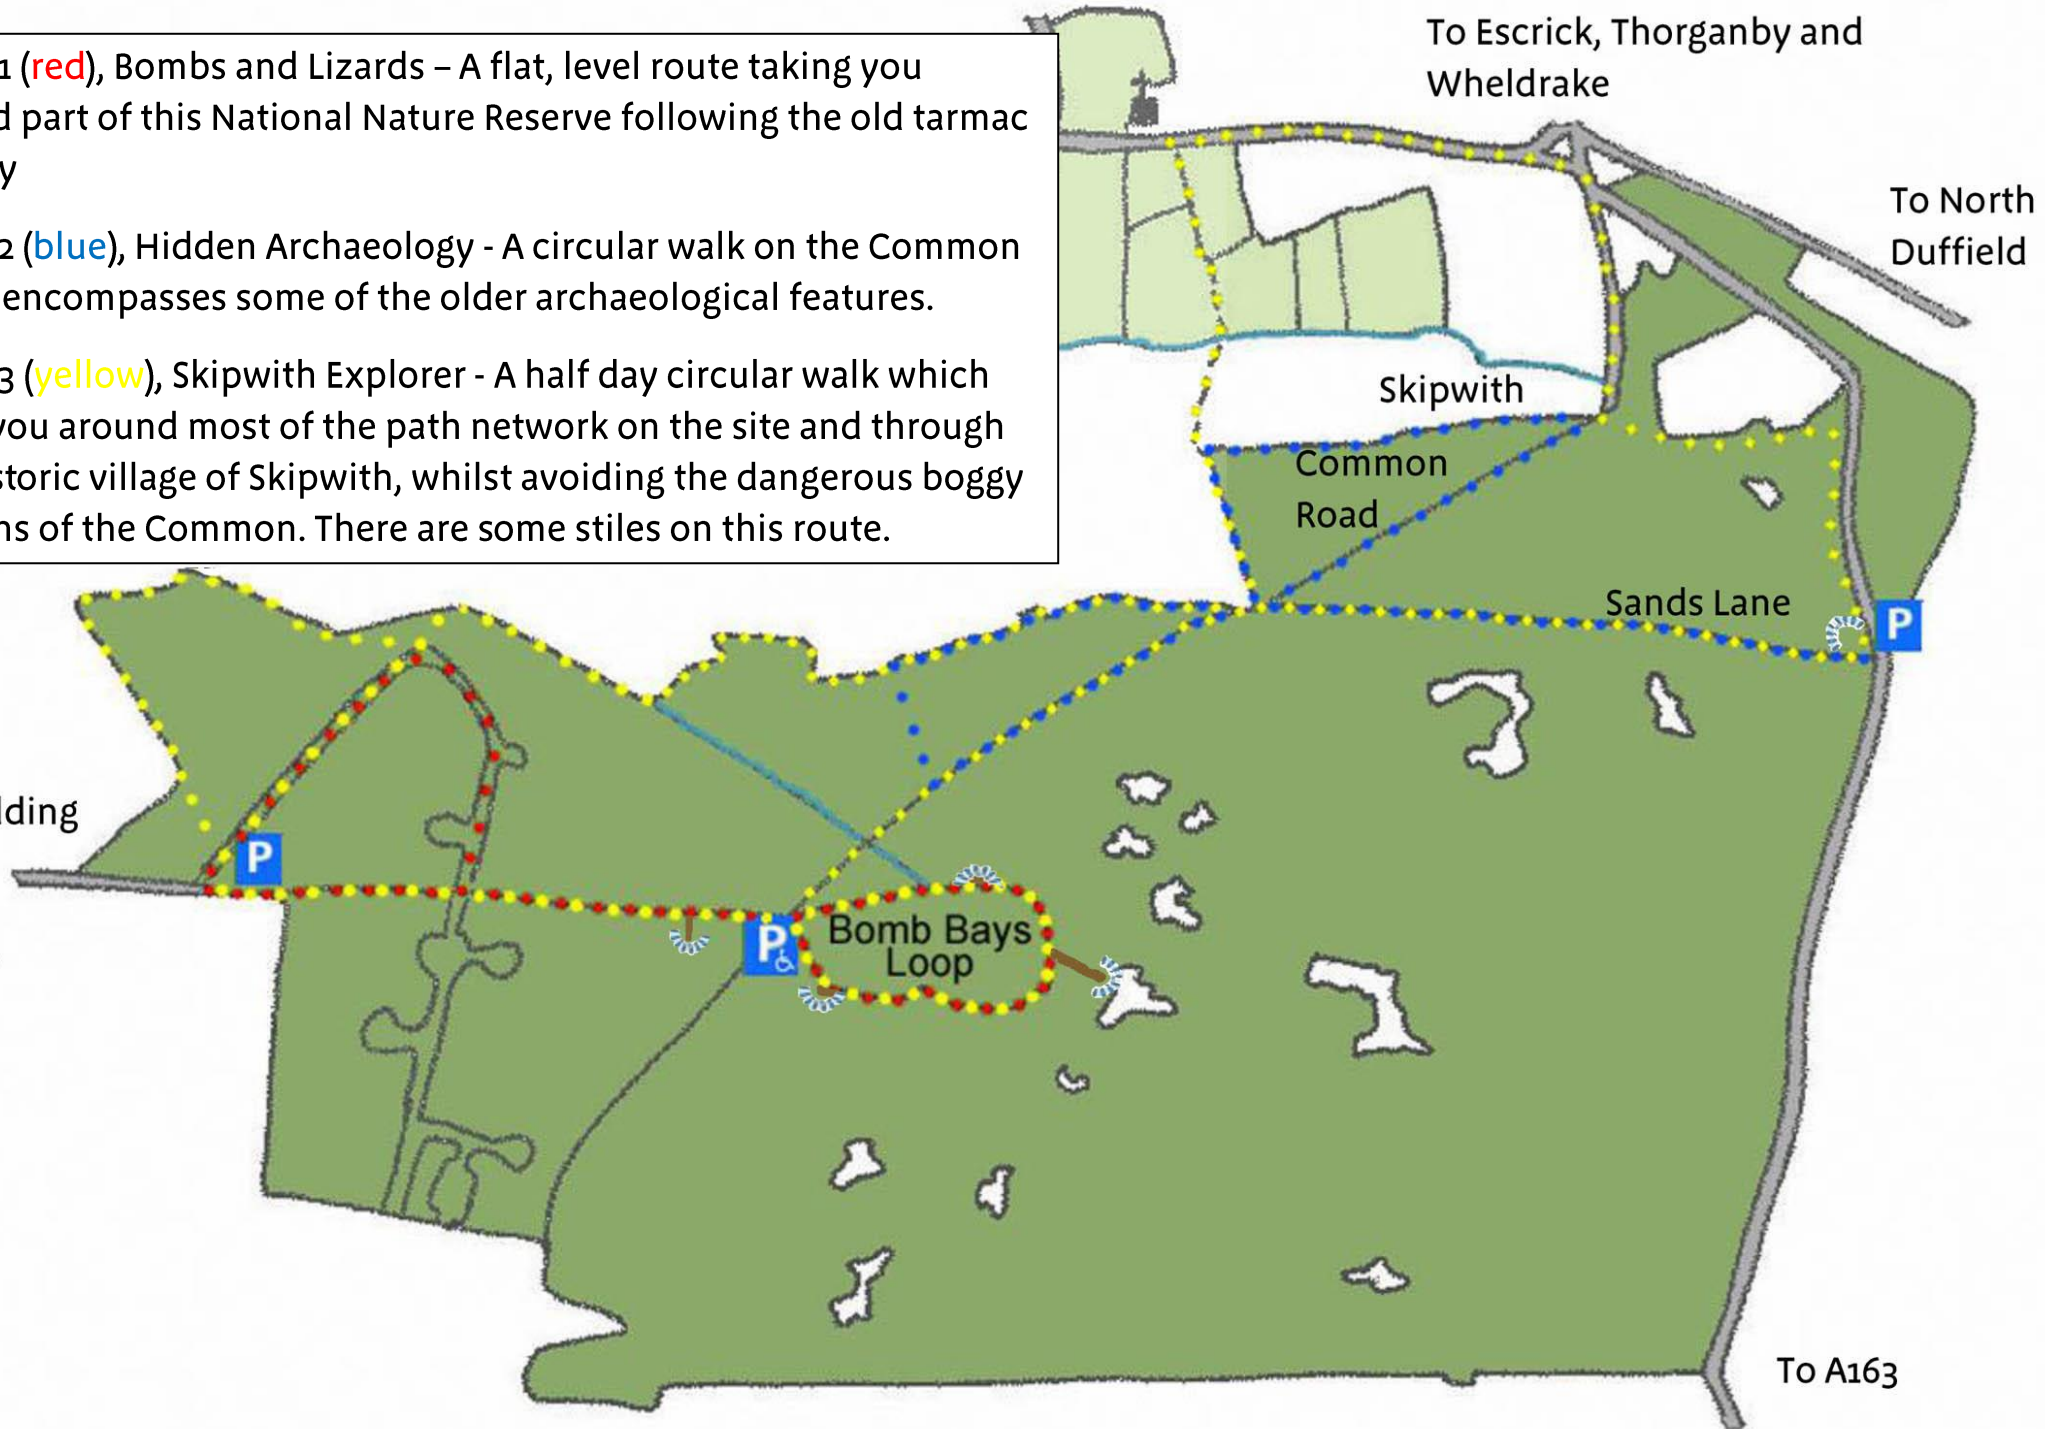 1 (red), Bombs and Lizards – A flat, level route taking you
d part of this National Nature Reserve following the old tarmac
y
2 (blue), Hidden Archaeology - A circular walk on the Common
encompasses some of the older archaeological features.
3 (yellow), Skipwith Explorer - A half day circular walk which
you around most of the path network on the site and through
storic village of Skipwith, whilst avoiding the dangerous boggy
ns of the Common. There are some stiles on this route.
To Escrick, Thorganby and
Wheldrake
To North
Duffield
Skipwith
Common
Road
Sands Lane
P
lding
P
P
Bomb Bays
Loop
To A163